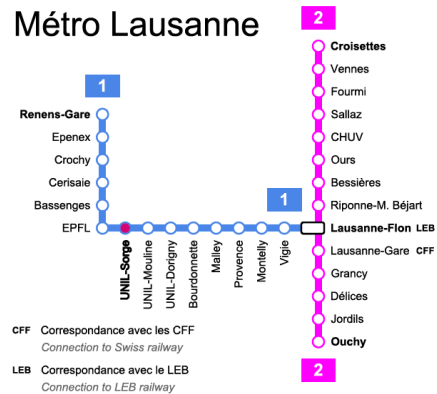 Métro Lausanne
2
Croisettes
Vennes
Fourmi
Sallaz
CHUV
Ours
Bessières
Riponne-M. Béjart
Lausanne-Flon LEB
Lausanne-Gare CFF
Grancy
Délices
Jordils
Ouchy
2
1
Renens-Gare
Epenex
Crochy
Cerisaie
Bassenges
EPFL
UNIL-Sorge
UNIL-Mouline
UNIL-Dorigny
Bourdonnette
Malley
Provence
Montelly
Vigie
1
CFF Correspondance avec les CFF
Connection to Swiss railway
LEB Correspondance avec le LEB
Connection to LEB railway